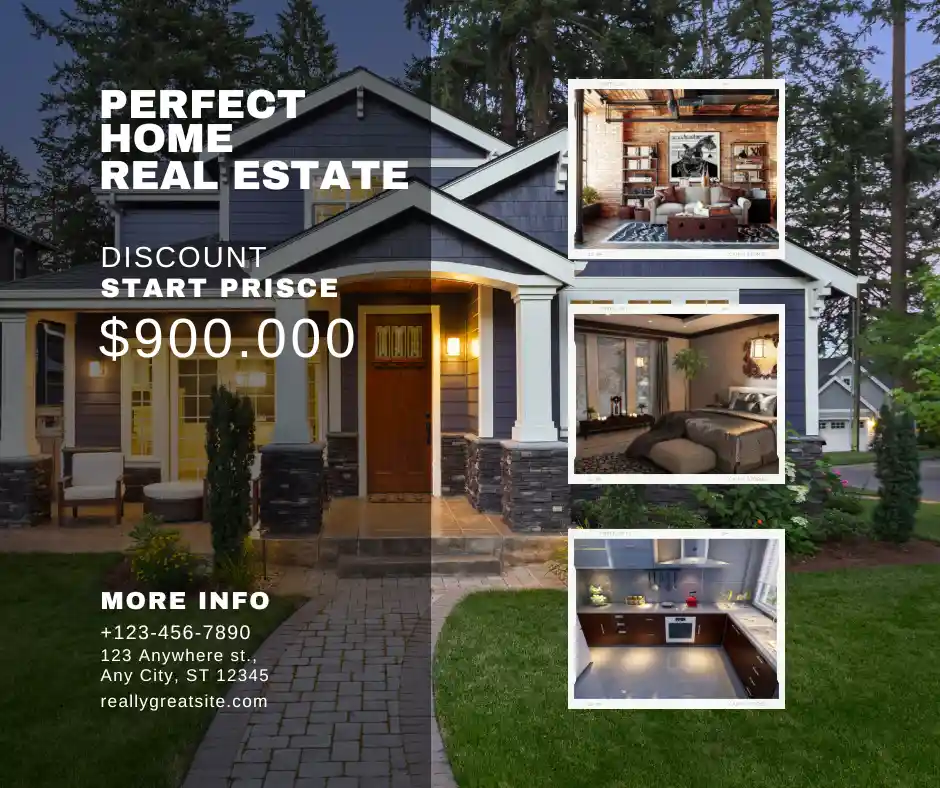 PERFECT
HOME
REAL ESTATE
DISCOUNT
START PRISCE
$900.000
MORE INFO
+123-456-7890
123 Anywhere st.,
Any City, ST 12345
reallygreatsite.com